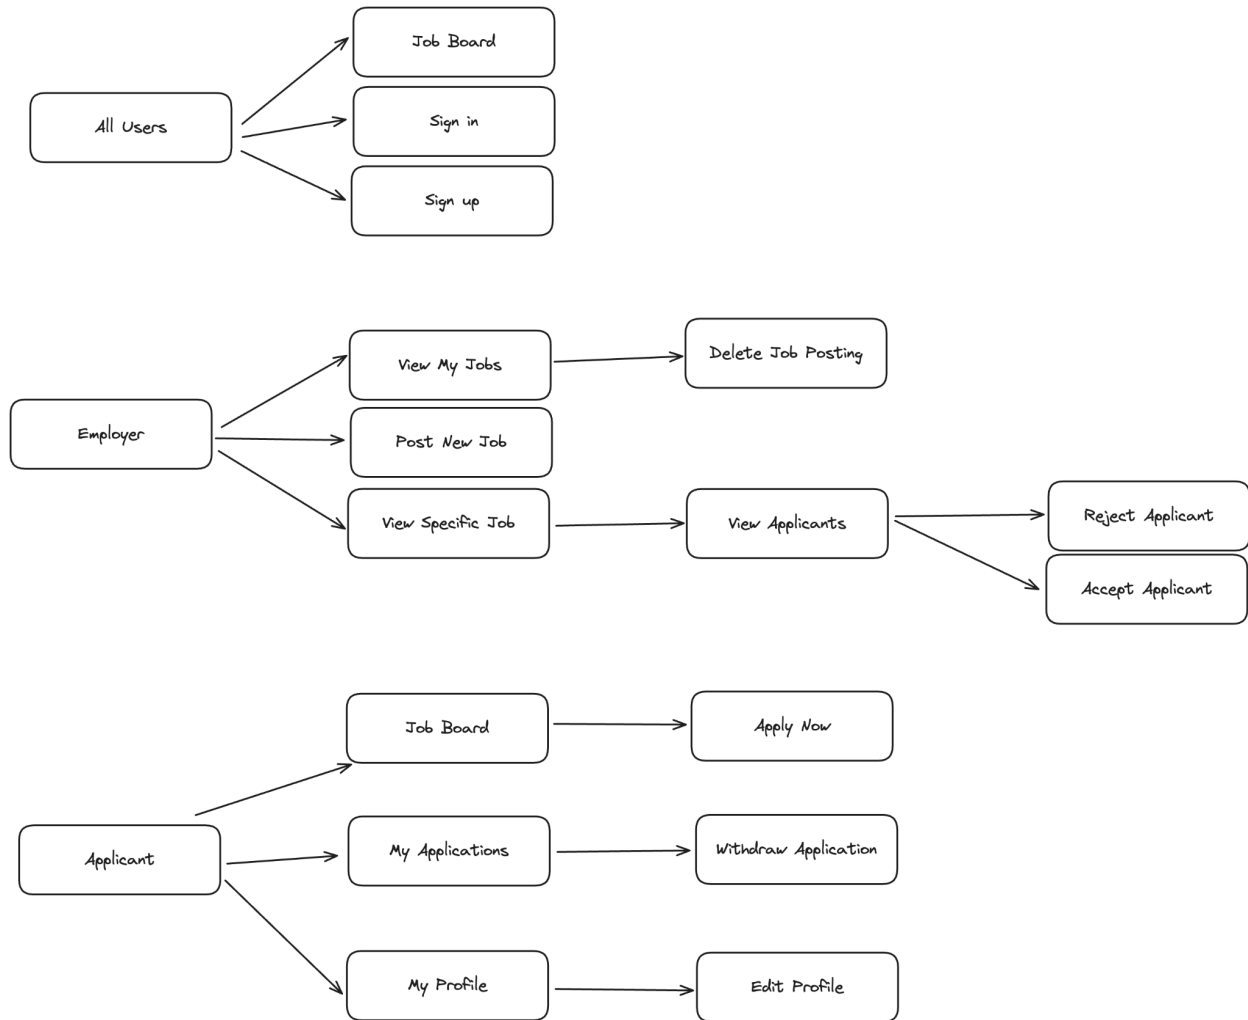 Job Board
All Users
Sign in
Sign up
View My Jobs
Delete Job Posting
Employer
Post New Job
View Specific Job
View Applicants
Reject Applicant
Accept Applicant
Job Board
Apply Now
Applicant
My Applications
Withdraw Application
My Profile
Edit Profile